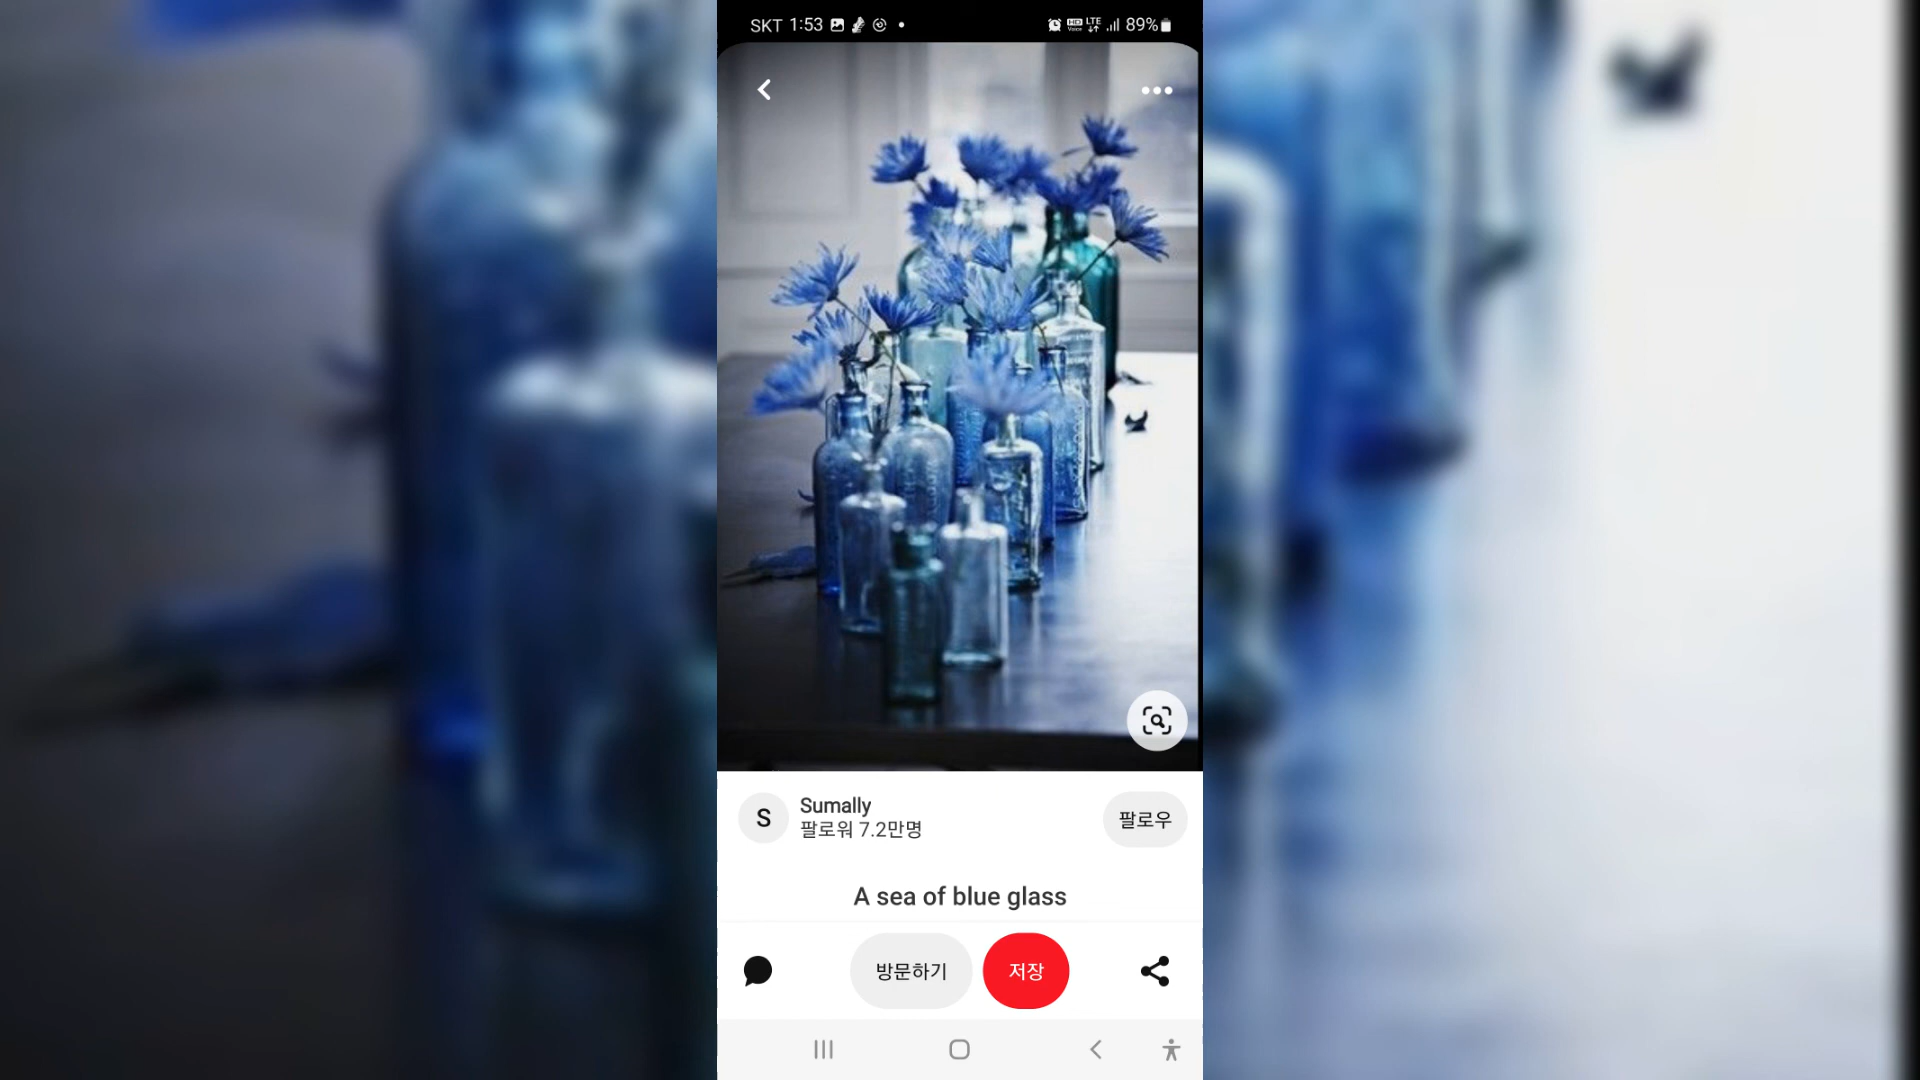 SKT 1:53 89%
S
Sumally
팔로워 7.2만명
팔로우
A sea of blue glass
방문하기
저장